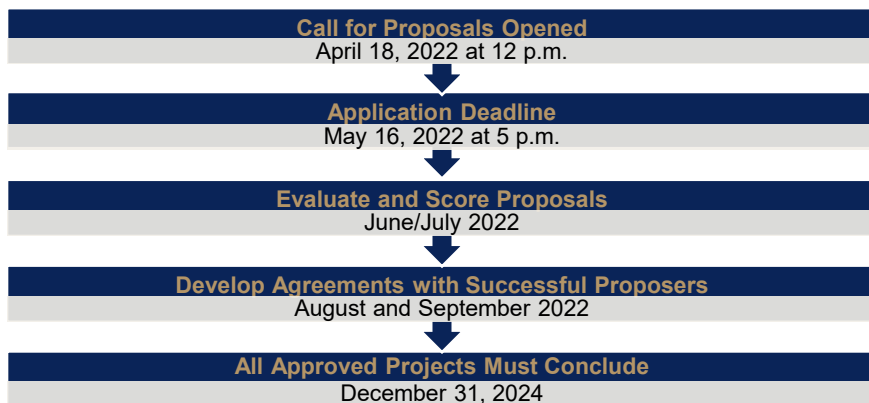 Call for Proposals Opened
April 18, 2022 at 12 p.m.
Application Deadline
May 16, 2022 at 5 p.m.
Evaluate and Score Proposals
June/July 2022
Develop Agreements with Successful Proposers
August and September 2022
All Approved Projects Must Conclude
December 31, 2024